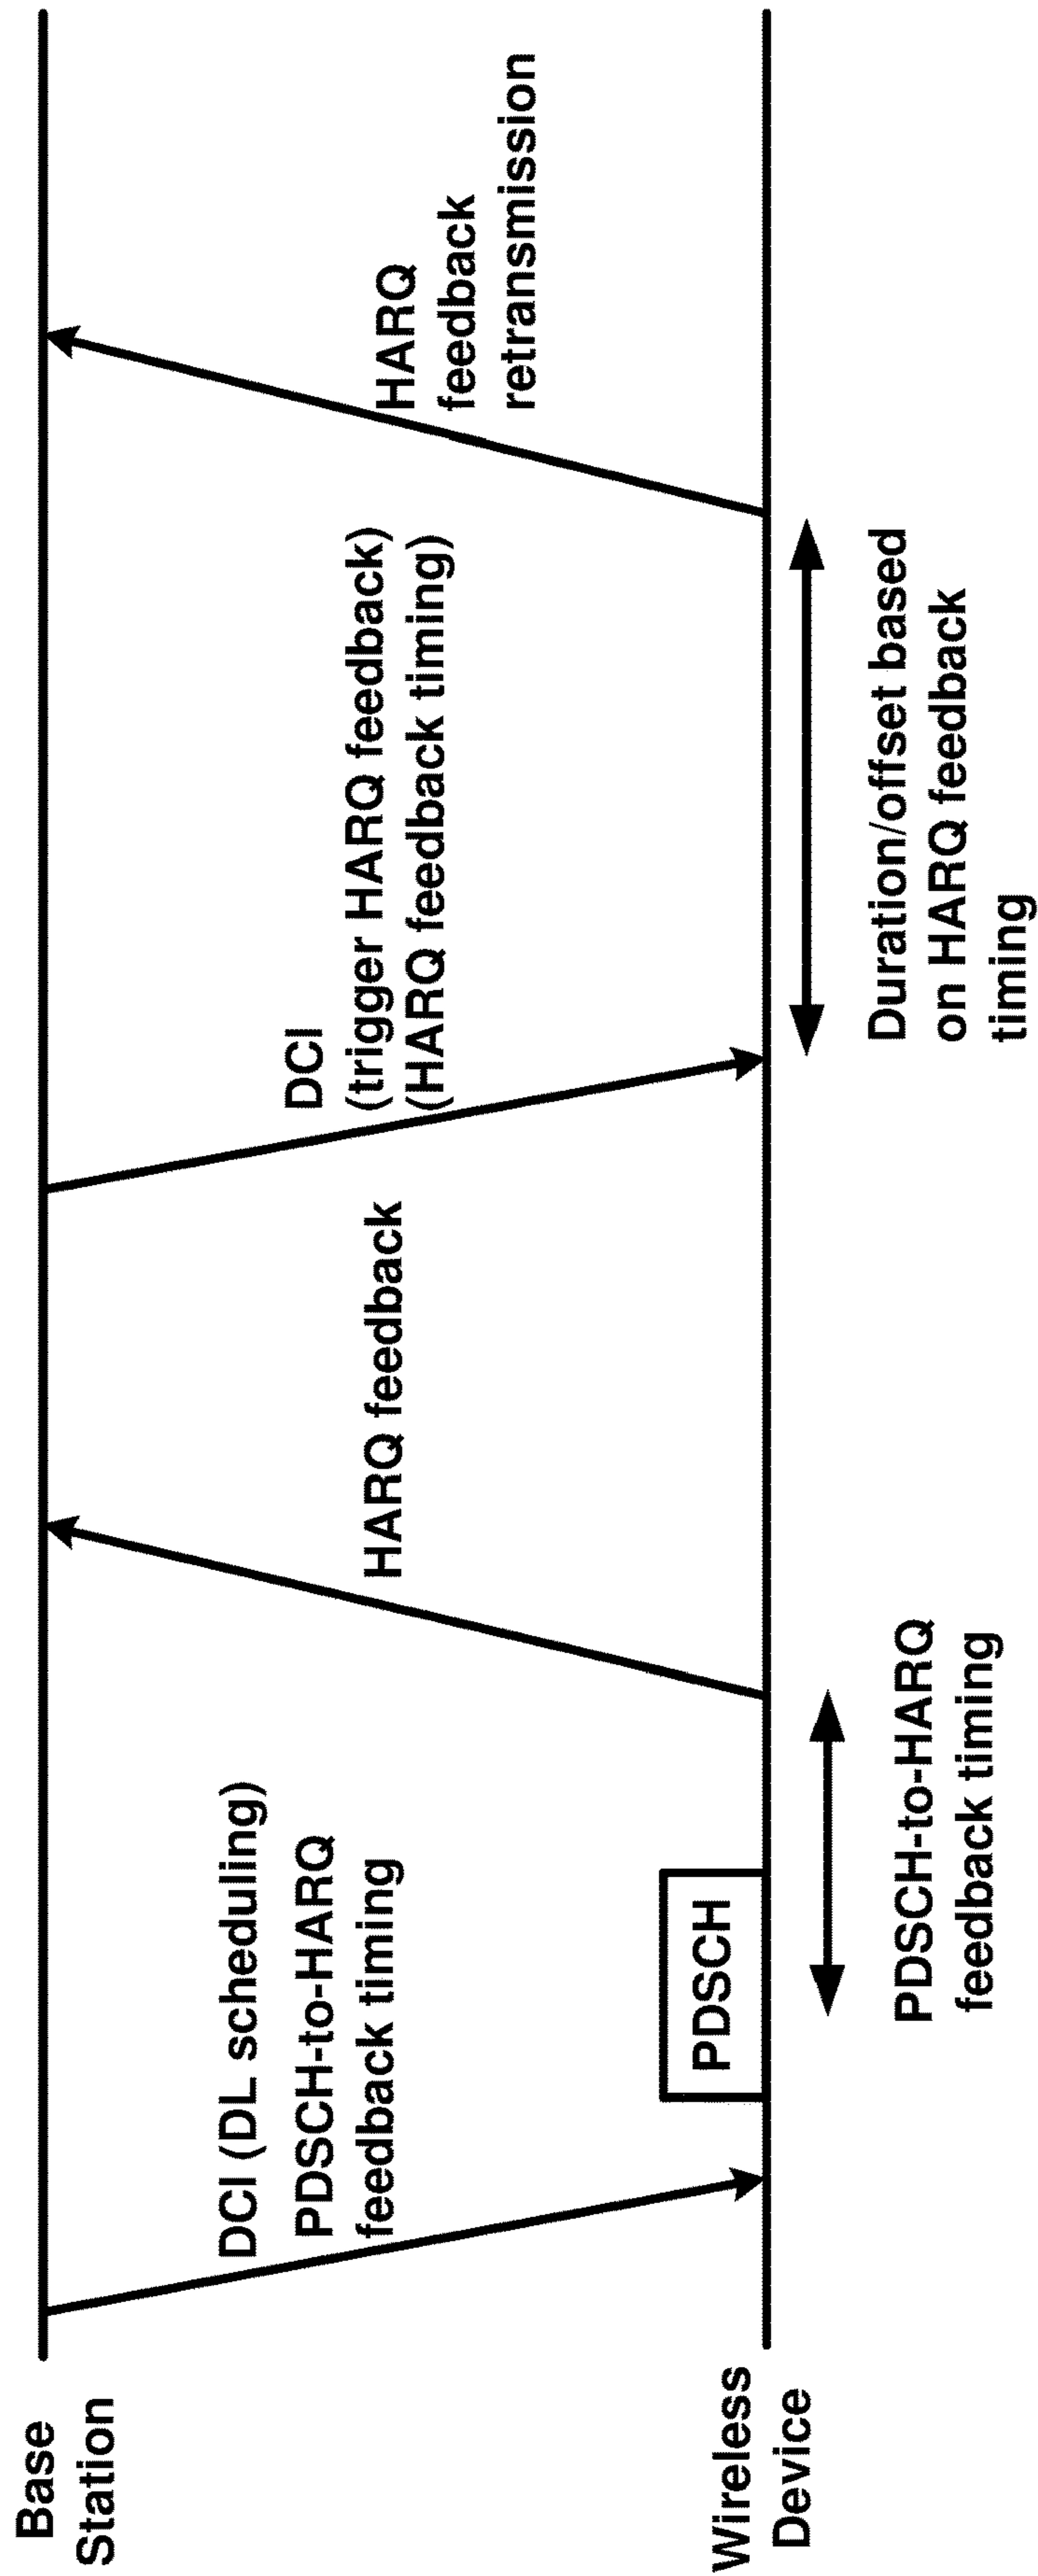 Base
Station
DCI (DL scheduling)
PDSCH-to-HARQ
feedback timing
HARQ feedback
DCI
(trigger HARQ feedback)
(HARQ feedback timing)
HARQ
feedback
retransmission
PDSCH
Wireless
Device
PDSCH-to-HARQ
feedback timing
Duration/offset based
on HARQ feedback
timing